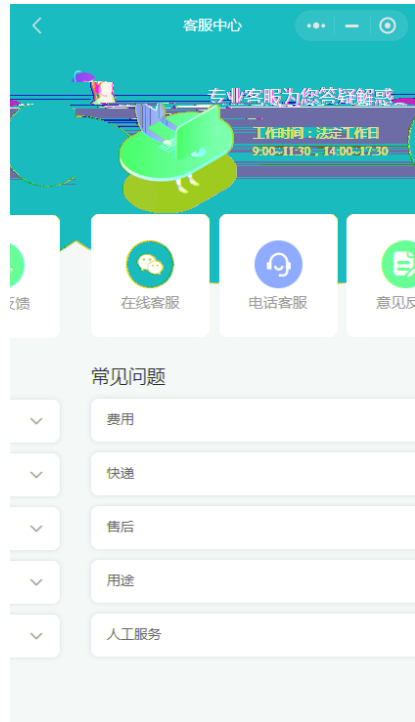 客服中心
专业客服为您答疑解惑
工作时间：法定工作日
9:00~11:30，14:00~17:30
反馈
在线客服
电话客服
意见反
常见问题
费用
快递
售后
用途
人工服务